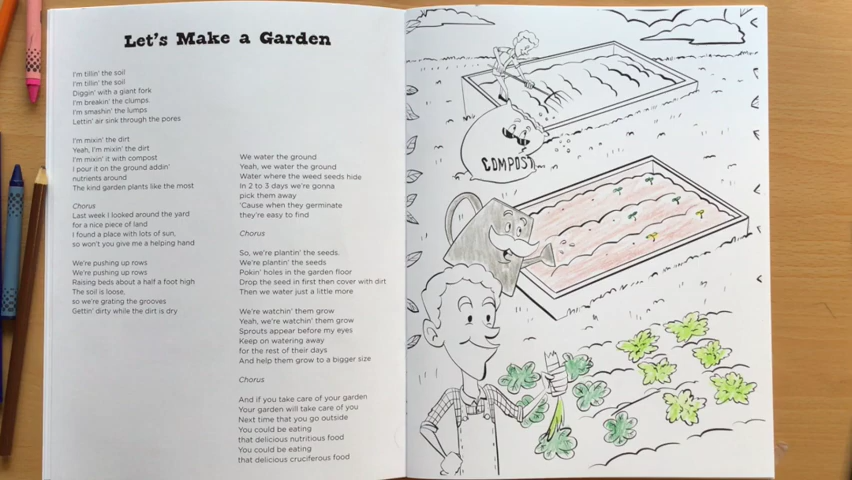 Let's Make a Garden
I'm tillin' the soil
I'm tillin' the soil
Diggin' with a giant fork
I'm breakin' the clumps.
I'm smashin' the lumps
Lettin' air sink through the pores
I'm mixin' the dirt
Yeah, I'm mixin' the dirt
I'm mixin' it with compost
I pour it on the ground addin'
nutrients around
The kind garden plants like the most
Chorus
Last week I looked around the yard
for a nice piece of land
I found a place with lots of sun,
so won't you give me a helping hand
We're pushing up rows
We're pushing up rows
Raising beds about a half a foot high
The soil is loose,
so we're grating the grooves
Gettin' dirty while the dirt is dry
We water the ground
Yeah, we water the ground
Water where the weed seeds hide
In 2 to 3 days we're gonna
pick them away
'Cause when they germinate
they're easy to find
Chorus
So, we're plantin' the seeds.
We're plantin' the seeds
Pokin' holes in the garden floor
Drop the seed in first then cover with dirt
Then we water just a little more
We're watchin' them grow
Yeah, we're watchin' them grow
Sprouts appear before my eyes
Keep on watering away
for the rest of their days
And help them grow to a bigger size
Chorus
And if you take care of your garden
Your garden will take care of you
Next time that you go outside
You could be eating
that delicious nutritious food
You could be eating
that delicious cruciferous food
COMPOST